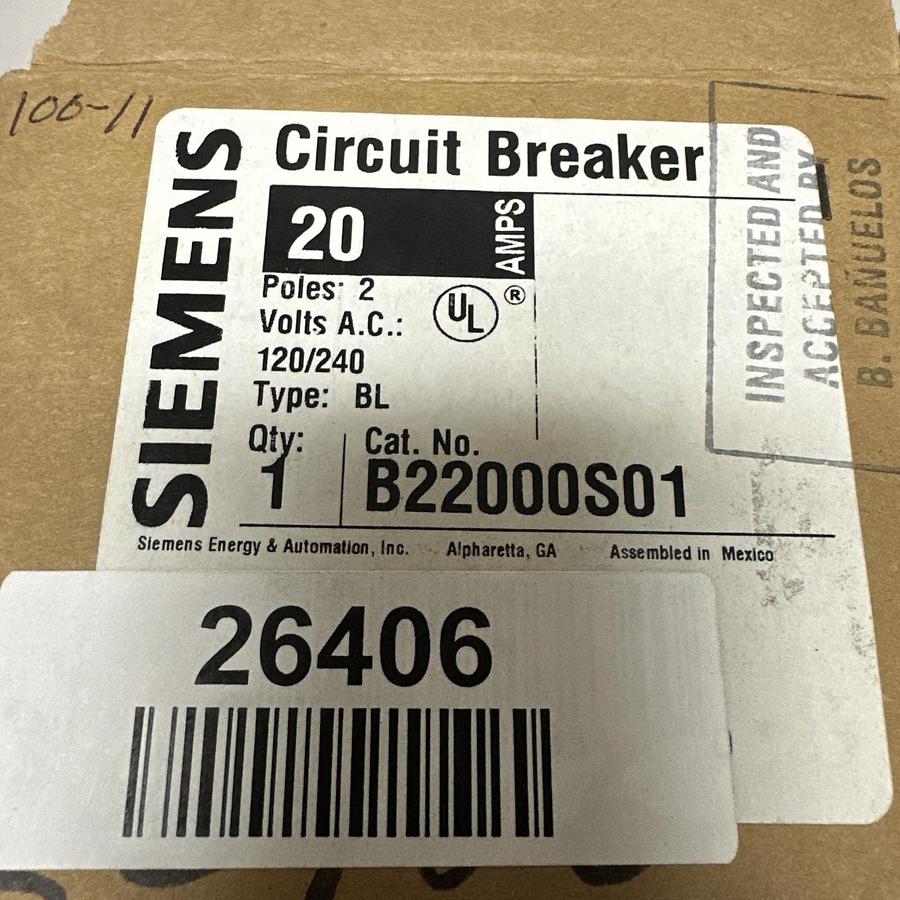 100-11
SIEMENS
Circuit Breaker
20 AMPS
Poles: 2
Volts A.C.:
120/240
Type: BL
UL ®
Qty:
1
Cat. No.
B22000S01
Siemens Energy & Automation, Inc. Alpharetta, GA Assembled in Mexico
INSPECTED AND
ACCEPTED BY
B. BAÑUELOS
26406